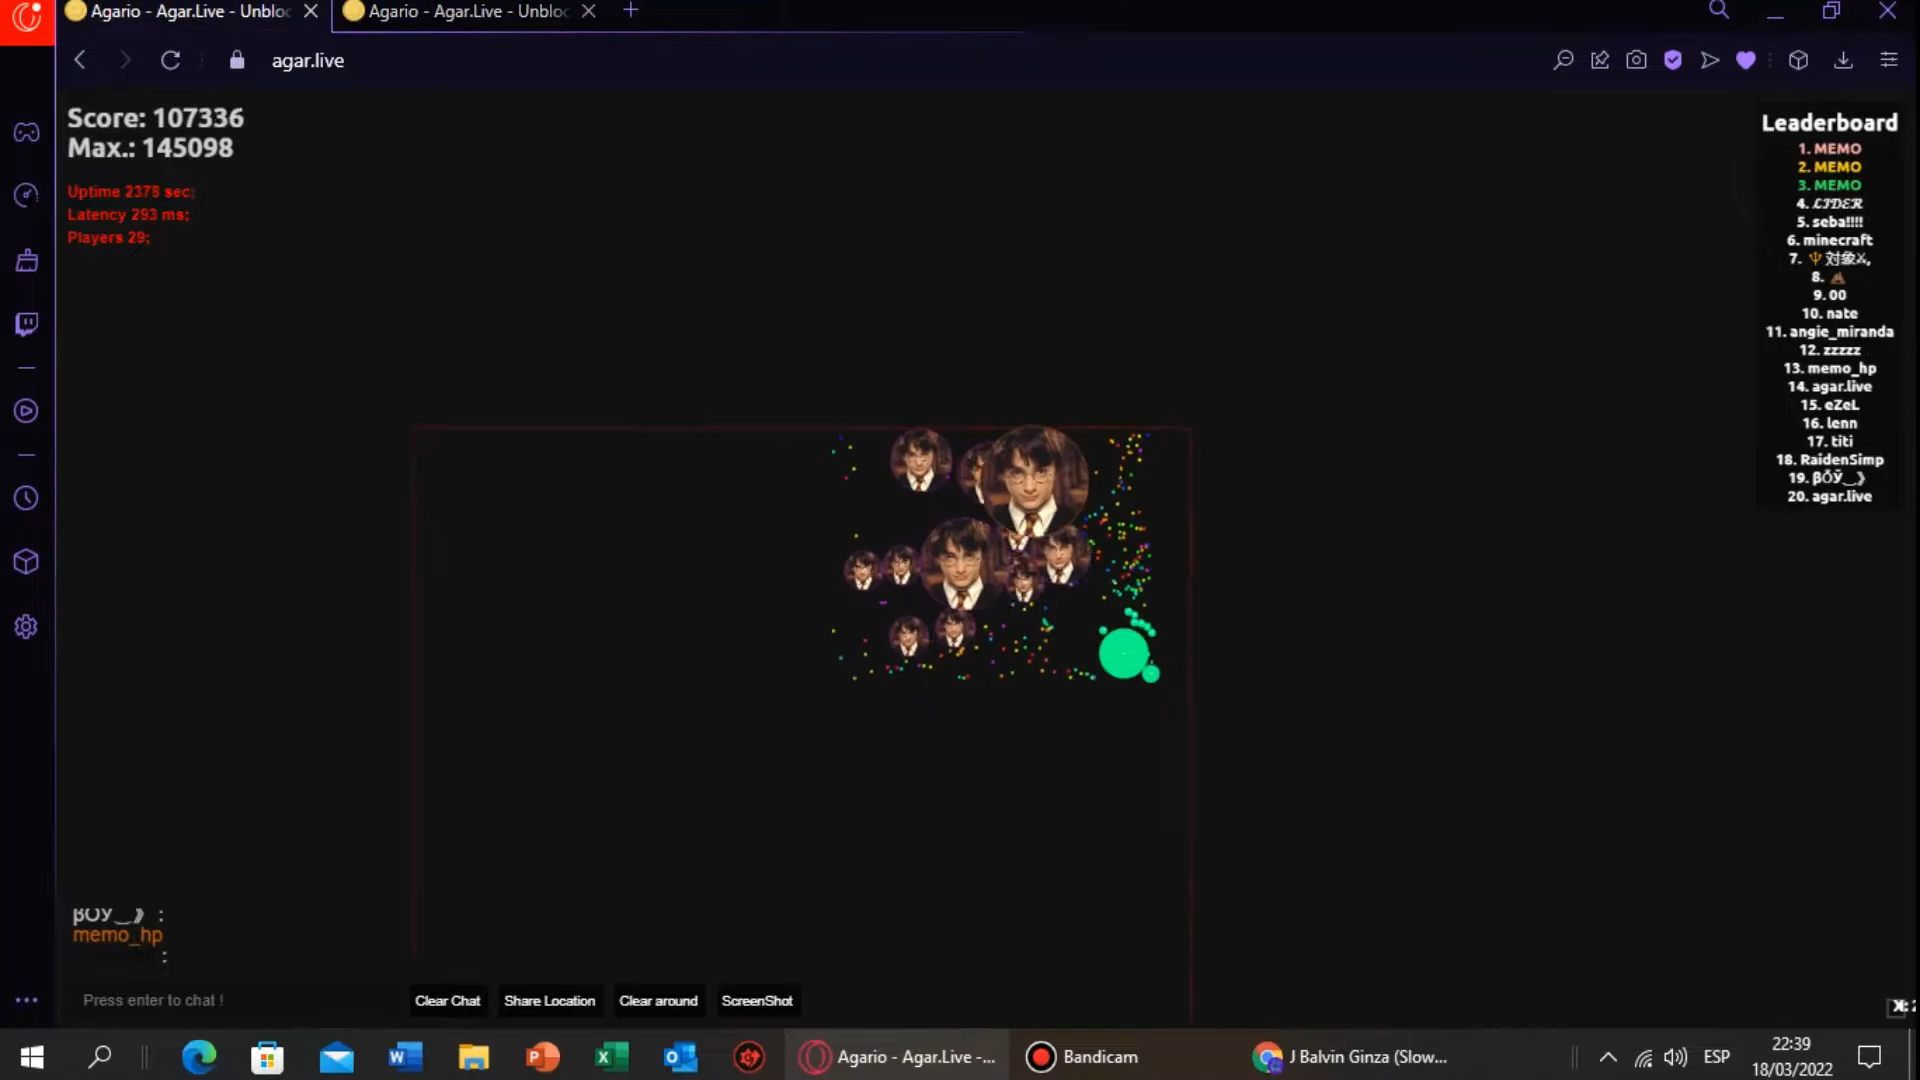 Agario - Agar.Live - Unbloc
Agario - Agar.Live - Unbloc
agar.live
Score: 107336
Max.: 145098
Uptime 2378 sec;
Latency 293 ms;
Players 29;
Leaderboard
1. MEMO
2. MEMO
3. MEMO
4. 𝓛𝓘𝓓𝓔𝓡
5. seba!!!!
6. minecraft
7. 🔱対象⚔,
8.
9. 00
10. nate
11. angie_miranda
12. zzzzz
13. memo_hp
14. agar.live
15. eZeL
16. lenn
17. titi
18. RaidenSimp
19. βǑЎ‿》
20. agar.live
βǑЎ‿》 :
memo_hp
:
Press enter to chat !
Clear Chat
Share Location
Clear around
ScreenShot
X:
Agario - Agar.Live -...
Bandicam
J Balvin Ginza (Slow...
ESP
22:39
18/03/2022